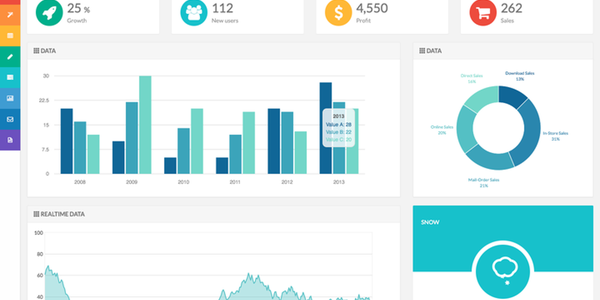 25 %
Growth
112
New users
4,550
Profit
262
Sales
DATA
30
22.5
15
7.5
0
2008
2009
2010
2011
2012
2013
2013
Value A: 28
Value B: 22
Value C: 20
DATA
Download Sales
12%
In-Store Sales
31%
Mail-Order Sales
21%
Online Sales
20%
Direct Sales
16%
REALTIME DATA
100
80
60
40
SNOW